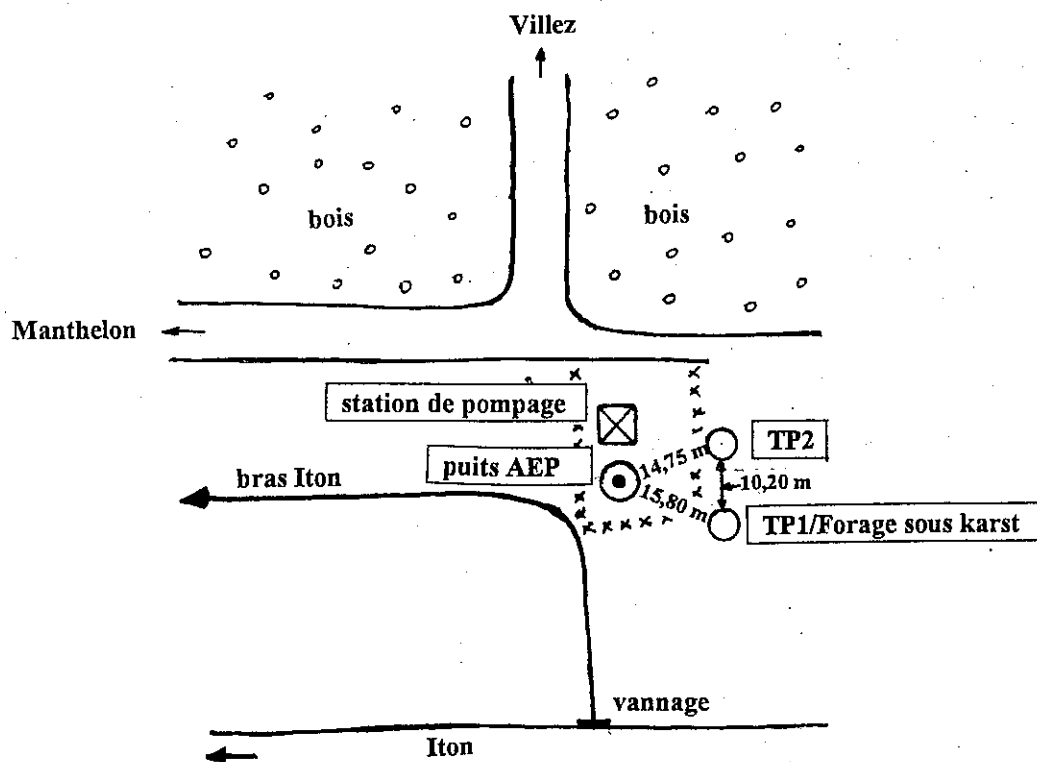 Villez
bois
bois
Manthelon
station de pompage
puits AEP
14,75 m
TP2
10,20 m
bras Iton
15,80 m
TP1/Forage sous karst
vannage
Iton